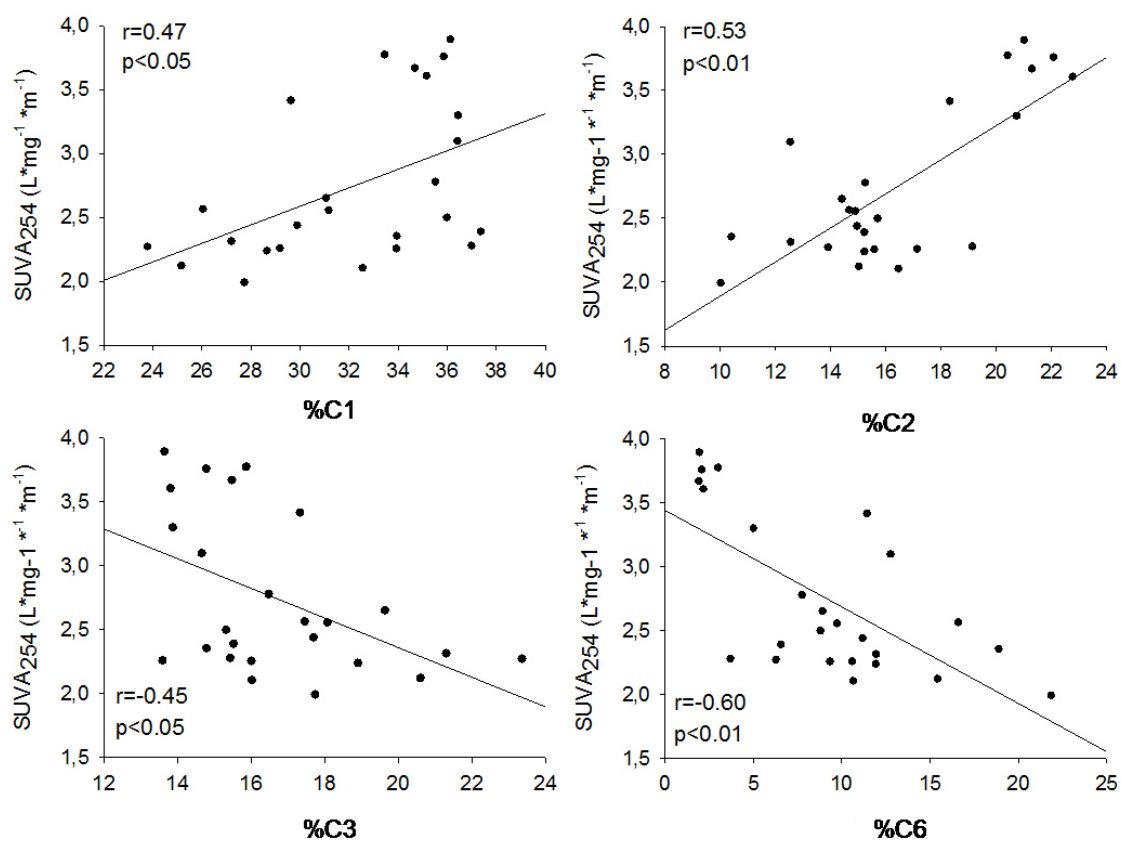 r=0.47
p<0.05
SUVA254 (L*mg-1 *m-1)
4,0
3,5
3,0
2,5
2,0
1,5
22 24 26 28 30 32 34 36 38 40
%C1
r=0.53
p<0.01
SUVA254 (L*mg-1 *-1 *m-1)
4,0
3,5
3,0
2,5
2,0
1,5
8 10 12 14 16 18 20 22 24
%C2
SUVA254 (L*mg-1 *-1 *m-1)
4,0
3,5
3,0
2,5
2,0
1,5
r=-0.45
p<0.05
12 14 16 18 20 22 24
%C3
SUVA254 (L*mg-1 *-1 *m-1)
4,0
3,5
3,0
2,5
2,0
1,5
r=-0.60
p<0.01
0 5 10 15 20 25
%C6